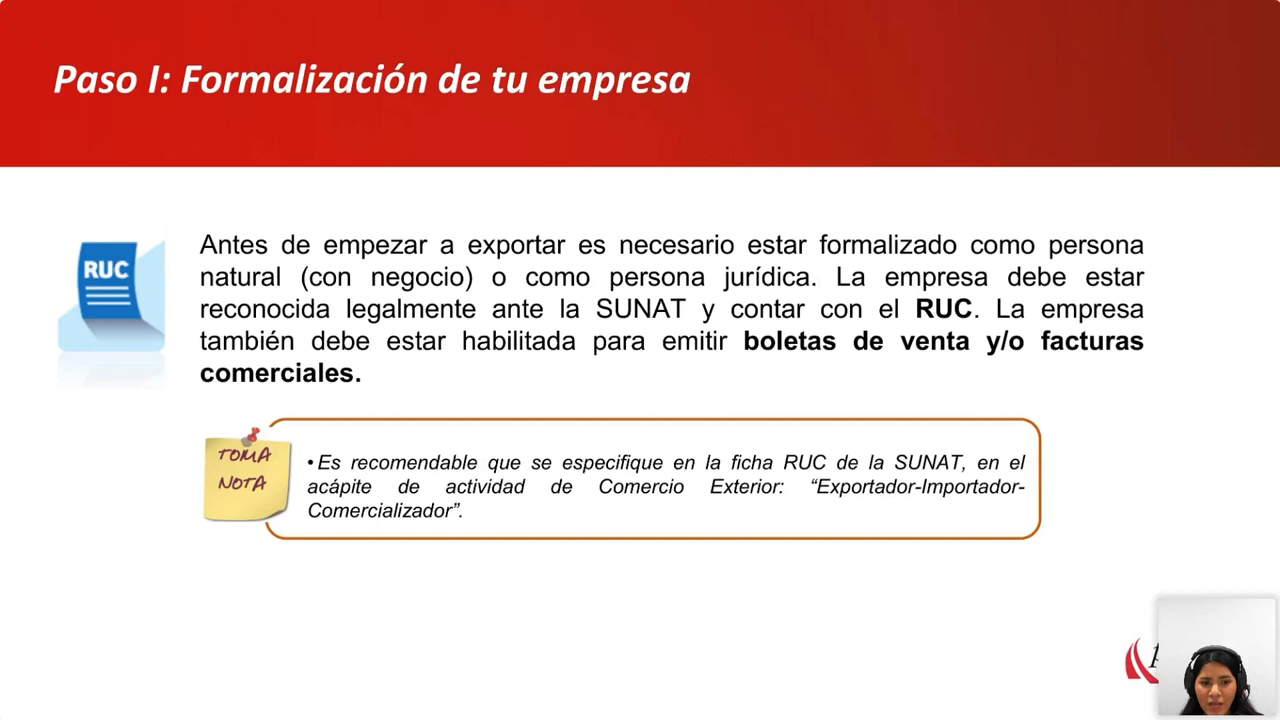 Paso I: Formalización de tu empresa
RUC
Antes de empezar a exportar es necesario estar formalizado como persona
natural (con negocio) o como persona jurídica. La empresa debe estar
reconocida legalmente ante la SUNAT y contar con el RUC. La empresa
también debe estar habilitada para emitir boletas de venta y/o facturas
comerciales.
TOMA
NOTA
• Es recomendable que se especifique en la ficha RUC de la SUNAT, en el
acápite de actividad de Comercio Exterior: “Exportador-Importador-
Comercializador”.